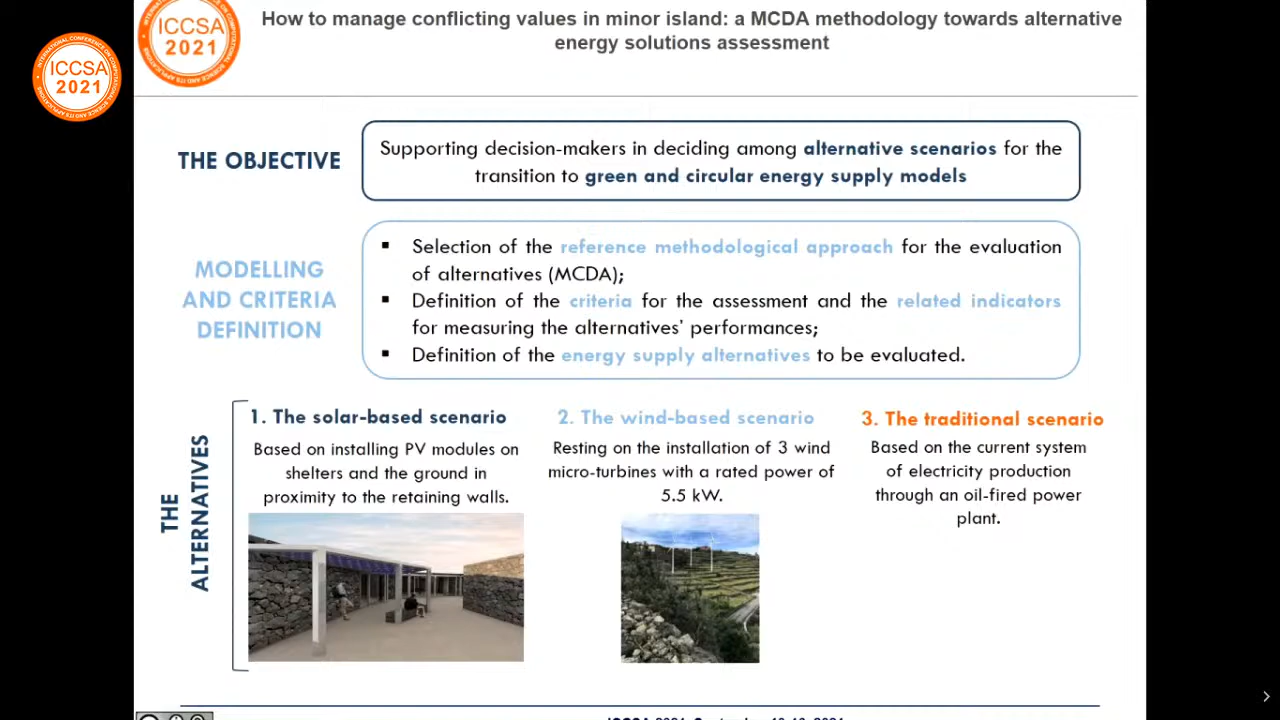 How to manage conflicting values in minor island: a MCDA methodology towards alternative
energy solutions assessment
ICCSA
2021
ICCSA
2021
THE OBJECTIVE
Supporting decision-makers in deciding among alternative scenarios for the
transition to green and circular energy supply models
MODELLING
AND CRITERIA
DEFINITION
▪ Selection of the reference methodological approach for the evaluation
of alternatives (MCDA);
▪ Definition of the criteria for the assessment and the related indicators
for measuring the alternatives' performances;
▪ Definition of the energy supply alternatives to be evaluated.
THE
ALTERNATIVES
1. The solar-based scenario
Based on installing PV modules on
shelters and the ground in
proximity to the retaining walls.
2. The wind-based scenario
Resting on the installation of 3 wind
micro-turbines with a rated power of
5.5 kW.
3. The traditional scenario
Based on the current system
of electricity production
through an oil-fired power
plant.